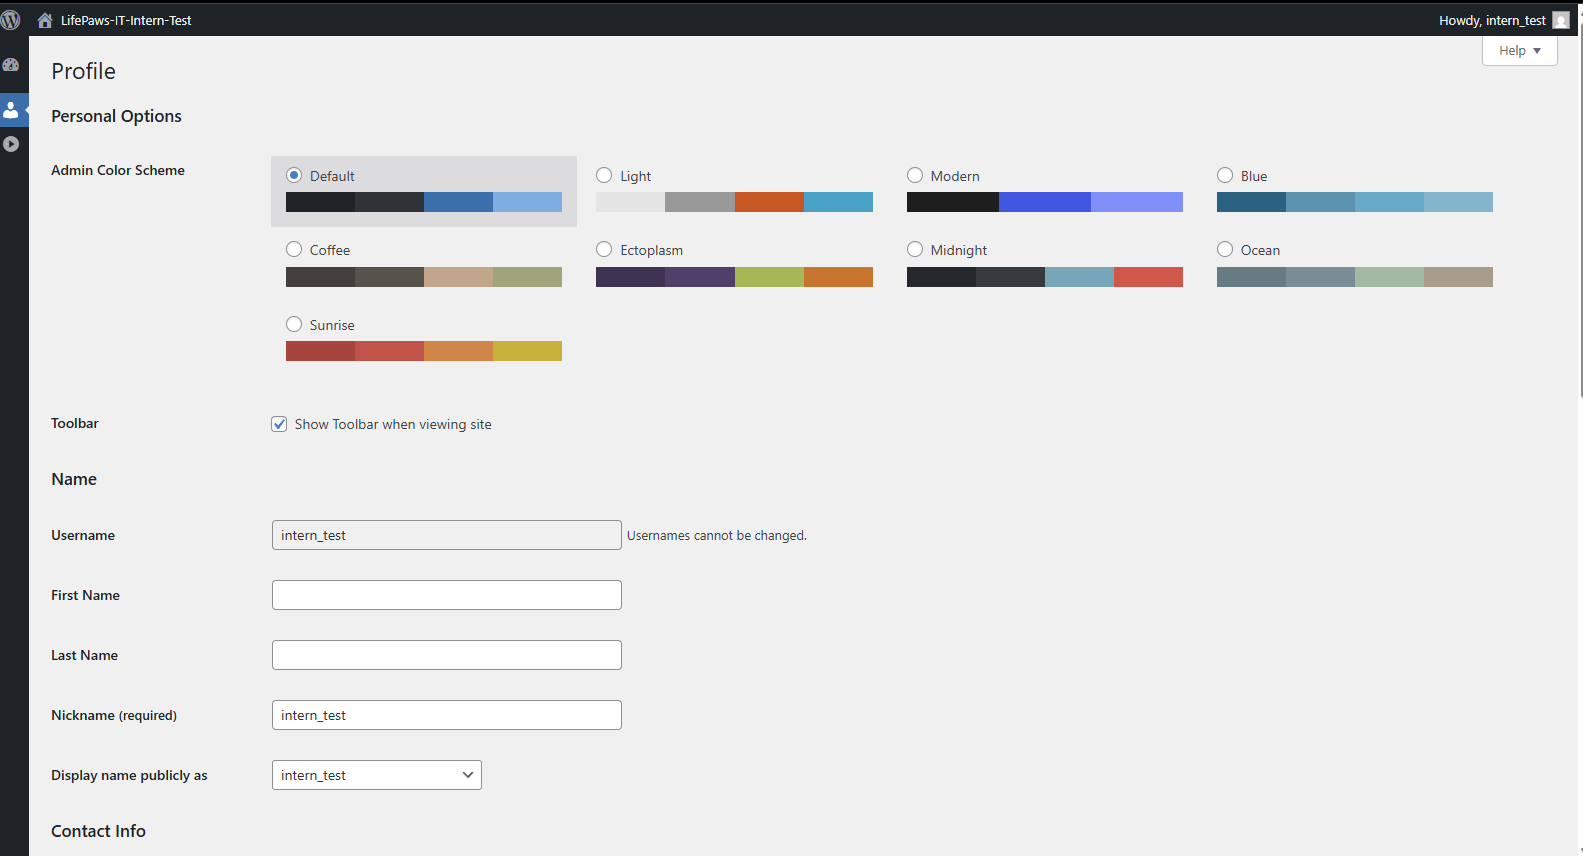 LifePaws-IT-Intern-Test
Howdy, intern_test
Help
Profile
Personal Options
Admin Color Scheme
Default
Light
Modern
Blue
Coffee
Ectoplasm
Midnight
Ocean
Sunrise
Toolbar
Show Toolbar when viewing site
Name
Username
intern_test
Usernames cannot be changed.
First Name
Last Name
Nickname (required)
intern_test
Display name publicly as
intern_test
Contact Info